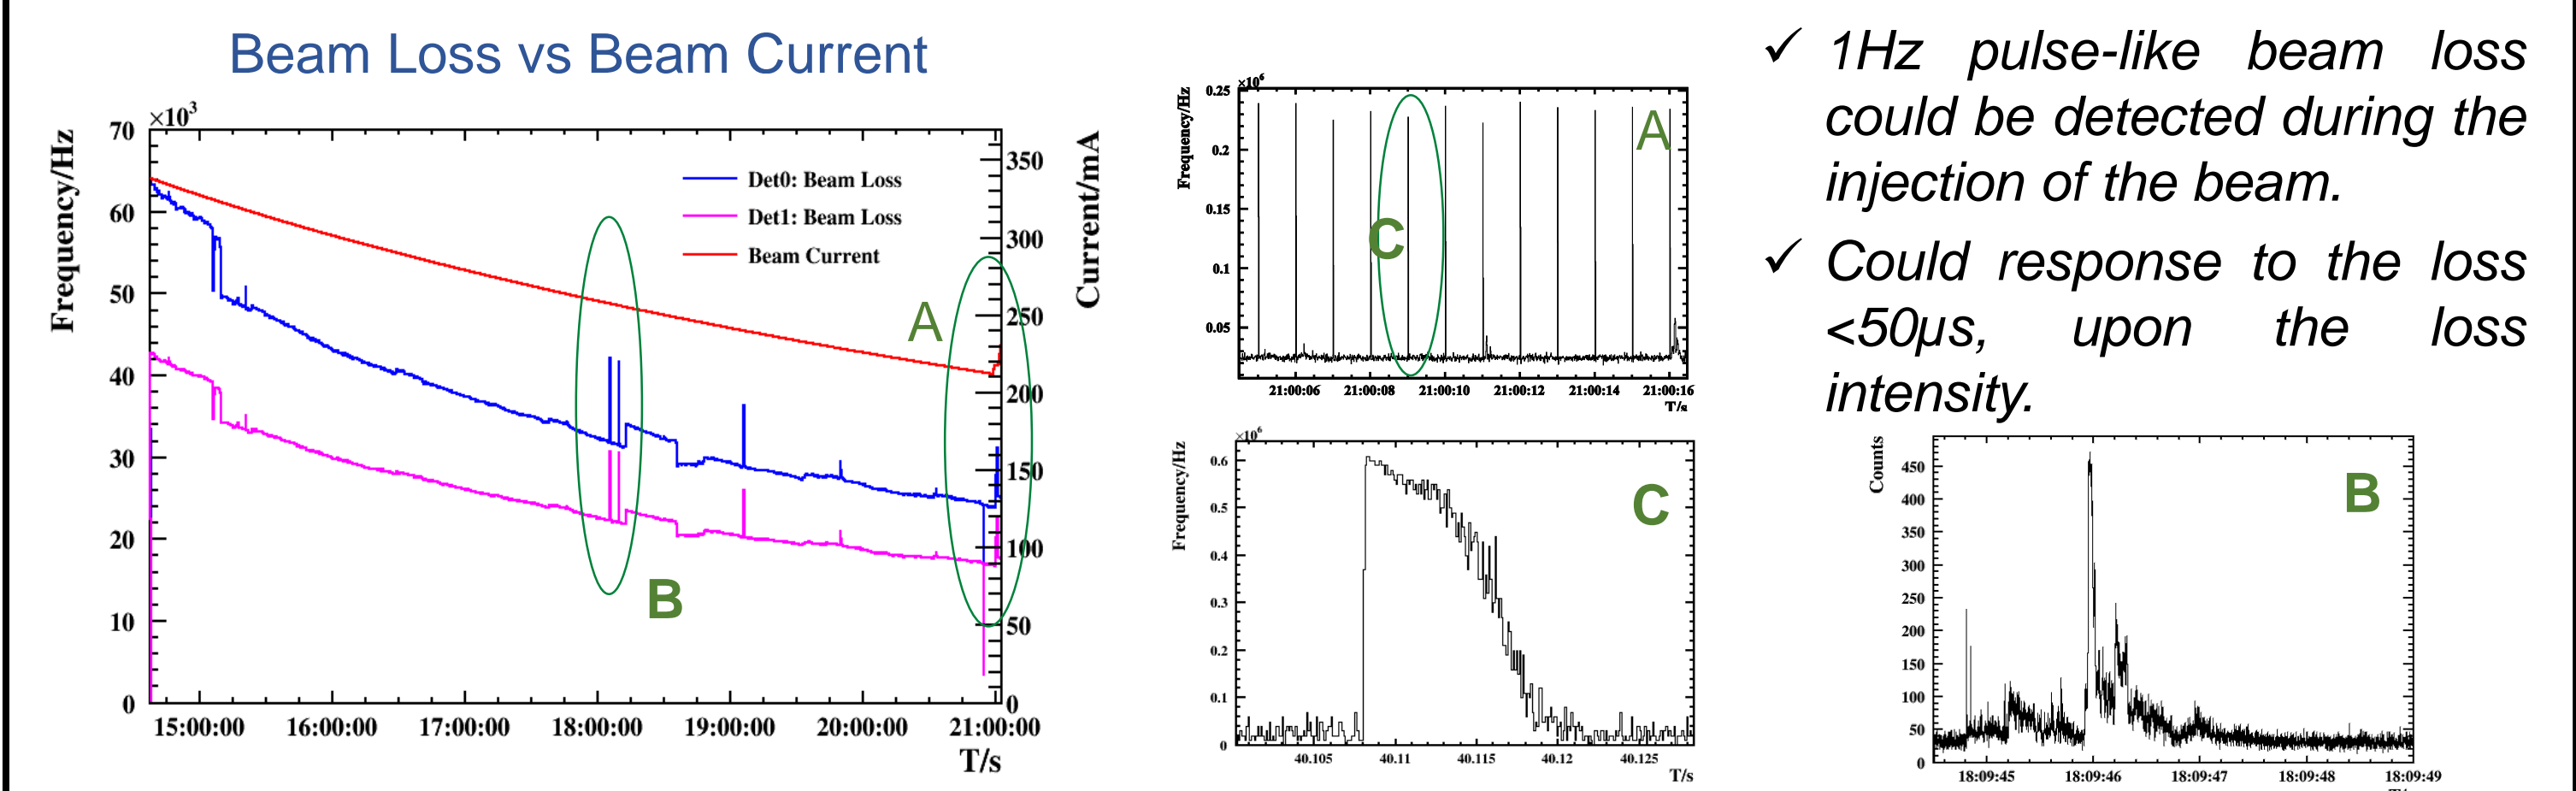 Beam Loss vs Beam Current
×10³
Frequency/Hz
70
60
50
40
30
20
10
0
Current/mA
350
300
250
200
150
100
50
0
Det0: Beam Loss
Det1: Beam Loss
Beam Current
A
B
15:00:00 16:00:00 17:00:00 18:00:00 19:00:00 20:00:00 21:00:00
T/s
×10⁶
Frequency/Hz
0.25
0.2
0.15
0.1
0.05
A
C
21:00:06 21:00:08 21:00:10 21:00:12 21:00:14 21:00:16
T/s
×10⁶
Frequency/Hz
0.6
0.5
0.4
0.3
0.2
0.1
0
C
40.105 40.11 40.115 40.12 40.125
T/s
✓ 1Hz pulse-like beam loss
could be detected during the
injection of the beam.
✓ Could response to the loss
<50μs, upon the loss
intensity.
Counts
450
400
350
300
250
200
150
100
50
0
B
18:09:45 18:09:46 18:09:47 18:09:48 18:09:49